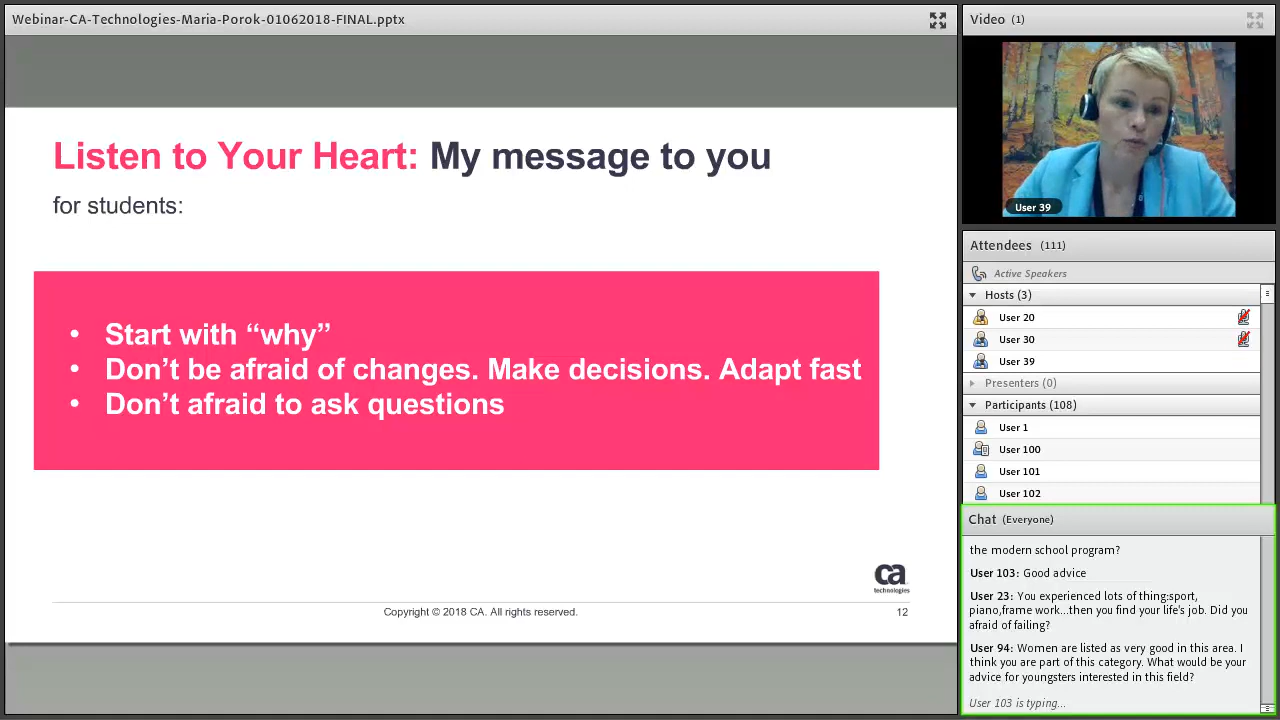 Webinar-CA-Technologies-Maria-Porok-01062018-FINAL.pptx
Listen to Your Heart: My message to you
for students:
• Start with “why”
• Don’t be afraid of changes. Make decisions. Adapt fast
• Don’t afraid to ask questions
ca
technologies
Copyright © 2018 CA. All rights reserved.
12
Video (1)
User 39
Attendees (111)
Active Speakers
Hosts (3)
User 20
User 30
User 39
Presenters (0)
Participants (108)
User 1
User 100
User 101
User 102
Chat (Everyone)
the modern school program?
User 103: Good advice
User 23: You experienced lots of thing:sport,
piano,frame work...then you find your life's job. Did you
afraid of failing?
User 94: Women are listed as very good in this area. I
think you are part of this category. What would be your
advice for youngsters interested in this field?
User 103 is typing...